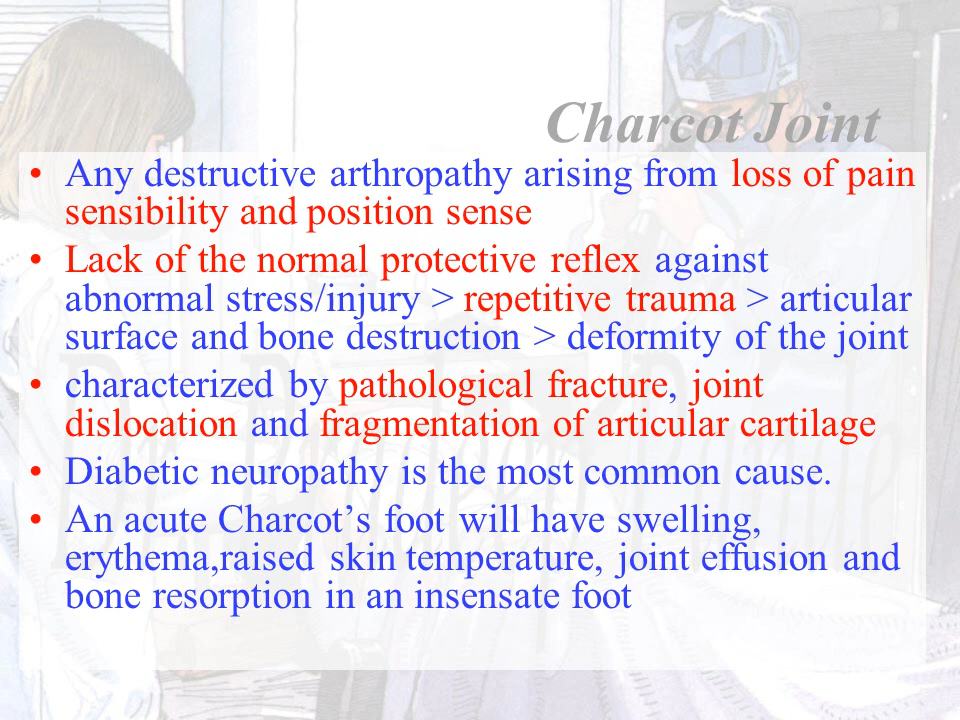 Charcot Joint
• Any destructive arthropathy arising from loss of pain
sensibility and position sense
• Lack of the normal protective reflex against
abnormal stress/injury > repetitive trauma > articular
surface and bone destruction > deformity of the joint
• characterized by pathological fracture, joint
dislocation and fragmentation of articular cartilage
• Diabetic neuropathy is the most common cause.
• An acute Charcot’s foot will have swelling,
erythema,raised skin temperature, joint effusion and
bone resorption in an insensate foot